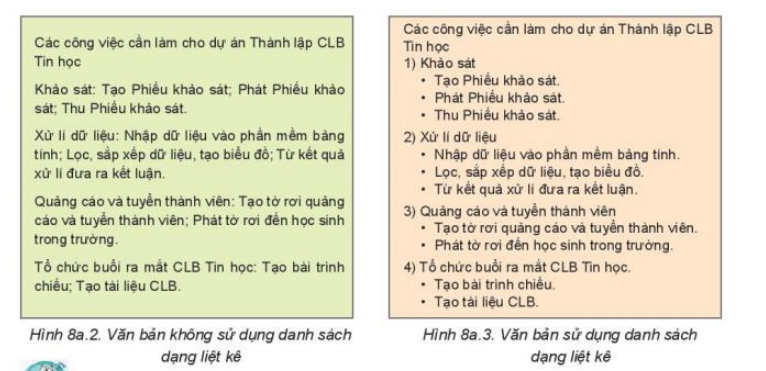 Các công việc cần làm cho dự án Thành lập CLB
Tin học
Khảo sát: Tạo Phiếu khảo sát; Phát Phiếu khảo
sát; Thu Phiếu khảo sát.
Xử lí dữ liệu: Nhập dữ liệu vào phần mềm bảng
tính; Lọc, sắp xếp dữ liệu, tạo biểu đồ; Từ kết quả
xử lí đưa ra kết luận.
Quảng cáo và tuyển thành viên: Tạo tờ rơi quảng
cáo và tuyển thành viên; Phát tờ rơi đến học sinh
trong trường.
Tổ chức buổi ra mắt CLB Tin học: Tạo bài trình
chiếu; Tạo tài liệu CLB.
Hình 8a.2. Văn bản không sử dụng danh sách
dạng liệt kê
Các công việc cần làm cho dự án Thành lập CLB
Tin học
1) Khảo sát
• Tạo Phiếu khảo sát.
• Phát Phiếu khảo sát.
• Thu Phiếu khảo sát.
2) Xử lí dữ liệu
• Nhập dữ liệu vào phần mềm bảng tính.
• Lọc, sắp xếp dữ liệu, tạo biểu đồ.
• Từ kết quả xử lí đưa ra kết luận.
3) Quảng cáo và tuyển thành viên
• Tạo tờ rơi quảng cáo và tuyển thành viên.
• Phát tờ rơi đến học sinh trong trường.
4) Tổ chức buổi ra mắt CLB Tin học.
• Tạo bài trình chiếu.
• Tạo tài liệu CLB.
Hình 8a.3. Văn bản sử dụng danh sách
dạng liệt kê